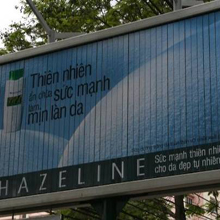 Thiên nhiên
ẩn chứa sức mạnh
làm mịn làn da
HAZELINE
Sức mạnh thiên nhiên
cho da đẹp tự nhiên